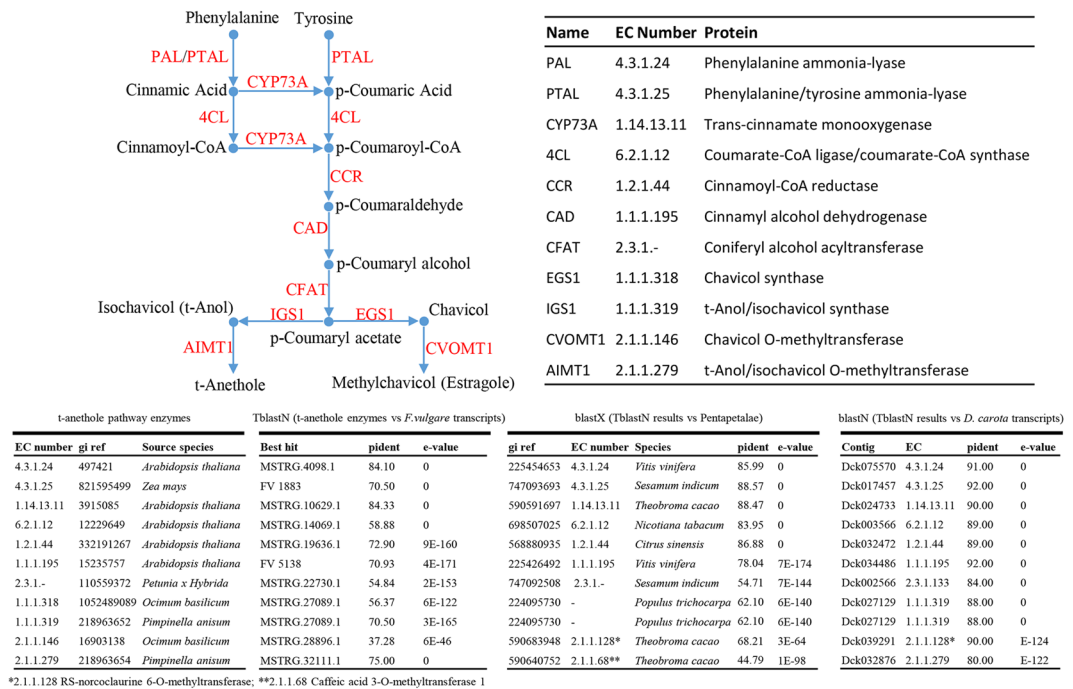 Phenylalanine Tyrosine
PAL/PTAL PTAL
Cinnamic Acid CYP73A p-Coumaric Acid
4CL 4CL
Cinnamoyl-CoA CYP73A p-Coumaroyl-CoA
CCR
p-Coumaraldehyde
CAD
p-Coumaryl alcohol
CFAT
Isochavicol (t-Anol) IGS1 EGS1 Chavicol
p-Coumaryl acetate
AIMT1 CVOMT1
t-Anethole Methylchavicol (Estragole)
Name EC Number Protein
PAL 4.3.1.24 Phenylalanine ammonia-lyase
PTAL 4.3.1.25 Phenylalanine/tyrosine ammonia-lyase
CYP73A 1.14.13.11 Trans-cinnamate monooxygenase
4CL 6.2.1.12 Coumarate-CoA ligase/coumarate-CoA synthase
CCR 1.2.1.44 Cinnamoyl-CoA reductase
CAD 1.1.1.195 Cinnamyl alcohol dehydrogenase
CFAT 2.3.1.- Coniferyl alcohol acyltransferase
EGS1 1.1.1.318 Chavicol synthase
IGS1 1.1.1.319 t-Anol/isochavicol synthase
CVOMT1 2.1.1.146 Chavicol O-methyltransferase
AIMT1 2.1.1.279 t-Anol/isochavicol O-methyltransferase
t-anethole pathway enzymes
EC number gi ref Source species
4.3.1.24 497421 Arabidopsis thaliana
4.3.1.25 821595499 Zea mays
1.14.13.11 3915085 Arabidopsis thaliana
6.2.1.12 12229649 Arabidopsis thaliana
1.2.1.44 332191267 Arabidopsis thaliana
1.1.1.195 15235757 Arabidopsis thaliana
2.3.1.- 110559372 Petunia x Hybrida
1.1.1.318 1052489089 Ocimum basilicum
1.1.1.319 218963652 Pimpinella anisum
2.1.1.146 16903138 Ocimum basilicum
2.1.1.279 218963654 Pimpinella anisum
TblastN (t-anethole enzymes vs F.vulgare transcripts)
Best hit pident e-value
MSTRG.4098.1 84.10 0
FV 1883 70.50 0
MSTRG.10629.1 84.33 0
MSTRG.14069.1 58.88 0
MSTRG.19636.1 72.90 9E-160
FV 5138 70.93 4E-171
MSTRG.22730.1 54.84 2E-153
MSTRG.27089.1 56.37 6E-122
MSTRG.27089.1 70.50 3E-165
MSTRG.28896.1 37.28 6E-46
MSTRG.32111.1 75.00 0
blastX (TblastN results vs Pentapetalae)
gi ref EC number Species pident e-value
225454653 4.3.1.24 Vitis vinifera 85.99 0
747093693 4.3.1.25 Sesamum indicum 88.57 0
590591697 1.14.13.11 Theobroma cacao 88.47 0
698507025 6.2.1.12 Nicotiana tabacum 83.95 0
568880935 1.2.1.44 Citrus sinensis 86.88 0
225426492 1.1.1.195 Vitis vinifera 78.04 7E-174
747092508 2.3.1.- Sesamum indicum 54.71 7E-144
224095730 - Populus trichocarpa 62.10 6E-140
224095730 - Populus trichocarpa 62.10 6E-140
590683948 2.1.1.128* Theobroma cacao 68.21 3E-64
590640752 2.1.1.68** Theobroma cacao 44.79 1E-98
blastN (TblastN results vs D. carota transcripts)
Contig EC pident e-value
Dck075570 4.3.1.24 91.00 0
Dck017457 4.3.1.25 92.00 0
Dck024733 1.14.13.11 90.00 0
Dck003566 6.2.1.12 89.00 0
Dck032472 1.2.1.44 89.00 0
Dck034486 1.1.1.195 92.00 0
Dck002566 2.3.1.133 84.00 0
Dck027129 1.1.1.319 88.00 0
Dck027129 1.1.1.319 88.00 0
Dck039291 2.1.1.128* 90.00 E-124
Dck032876 2.1.1.279 80.00 E-122
*2.1.1.128 RS-norcoclaurine 6-O-methyltransferase; **2.1.1.68 Caffeic acid 3-O-methyltransferase 1